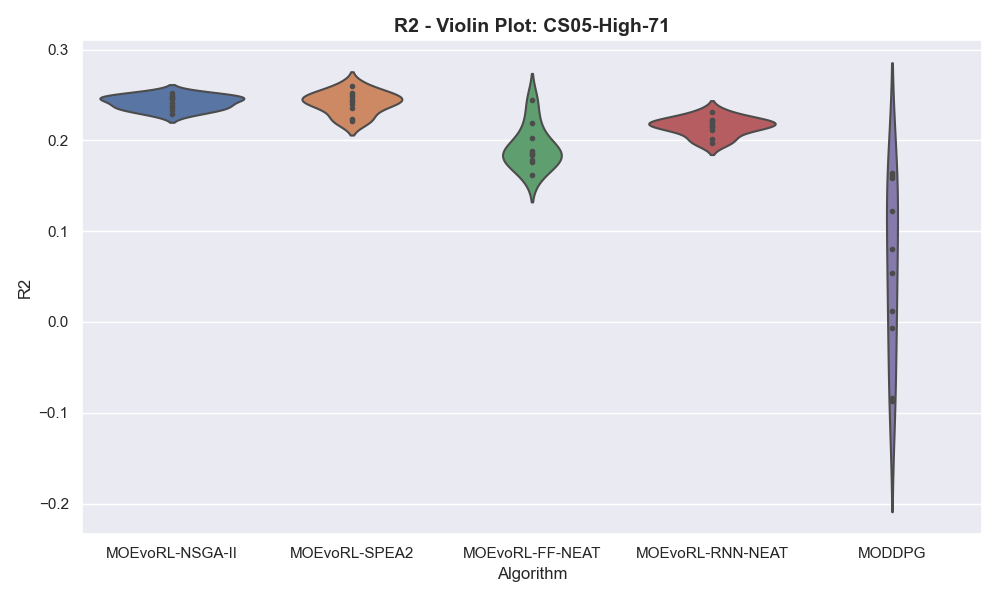 R2 - Violin Plot: CS05-High-71
0.3
0.2
0.1
0.0
−0.1
−0.2
R2
MOEvoRL-NSGA-II MOEvoRL-SPEA2 MOEvoRL-FF-NEAT MOEvoRL-RNN-NEAT MODDPG
Algorithm